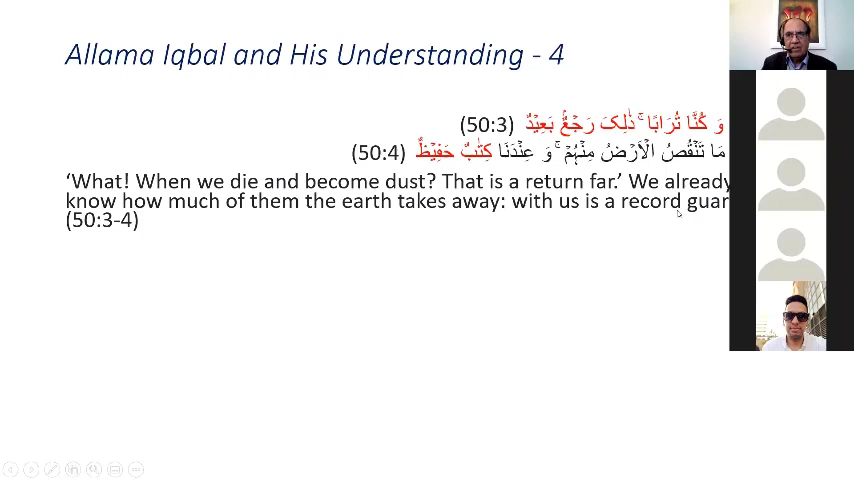 Allama Iqbal and His Understanding - 4
وَ کُنَّا تُرَابًا ۚ ذٰلِکَ رَجۡعٌۢ بَعِیۡدٌ (50:3)
مَا تَنۡقُصُ الۡاَرۡضُ مِنۡہُمۡ ۚ وَ عِنۡدَنَا کِتٰبٌ حَفِیۡظٌ (50:4)
‘What! When we die and become dust? That is a return far.’ We already
know how much of them the earth takes away: with us is a record guar
(50:3-4)